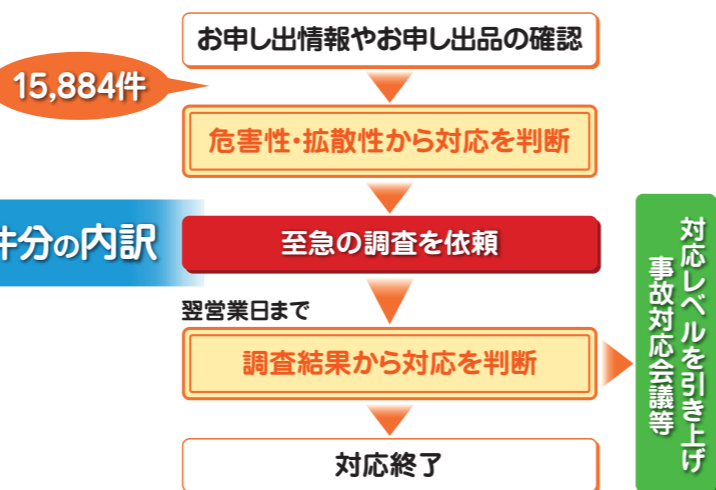 お申し出情報やお申し出品の確認
15,884件
危害性・拡散性から対応を判断
件分の内訳
至急の調査を依頼
翌営業日まで
調査結果から対応を判断
対応レベルを引き上げ
事故対応会議等
対応終了